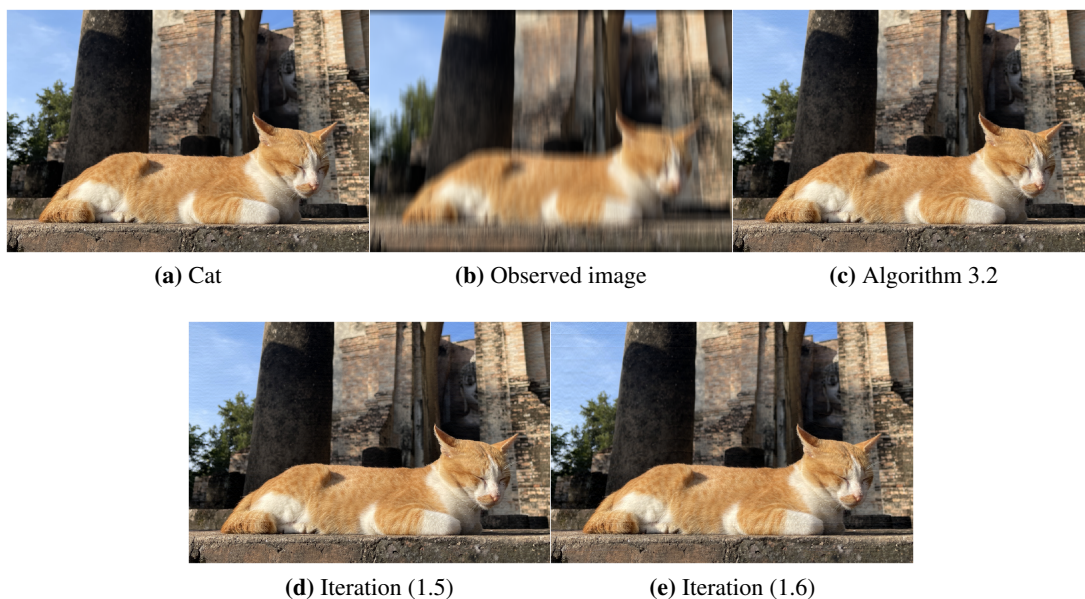 (a) Cat
(b) Observed image
(c) Algorithm 3.2
(d) Iteration (1.5)
(e) Iteration (1.6)